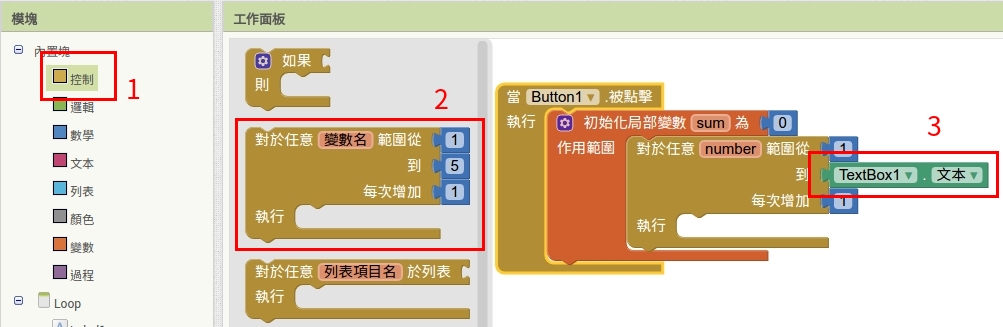 模塊
內置塊
控制
1
邏輯
數學
文本
列表
顏色
變數
過程
Loop
工作面板
如果
則
2
對於任意 變數名 範圍從 1
到 5
每次增加 1
執行
對於任意 列表項目名 於列表
執行
當 Button1 .被點擊
執行 初始化局部變數 sum 為 0
作用範圍 對於任意 number 範圍從 1
3
到 TextBox1 . 文本
每次增加 1
執行